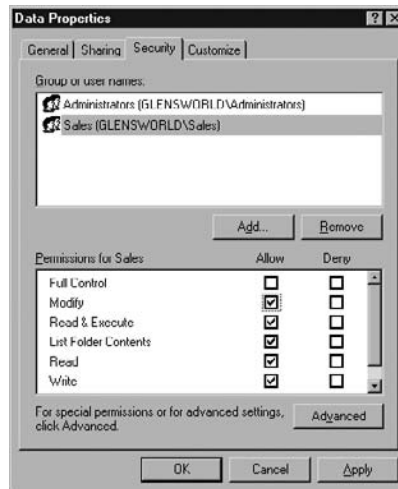 Data Properties
General Sharing Security Customize
Group or user names:
Administrators (GLENSWORLD\Administrators)
Sales (GLENSWORLD\Sales)
Add... Remove
Permissions for Sales Allow Deny
Full Control
Modify
Read & Execute
List Folder Contents
Read
Write
For special permissions or for advanced settings,
click Advanced.
Advanced
OK Cancel Apply